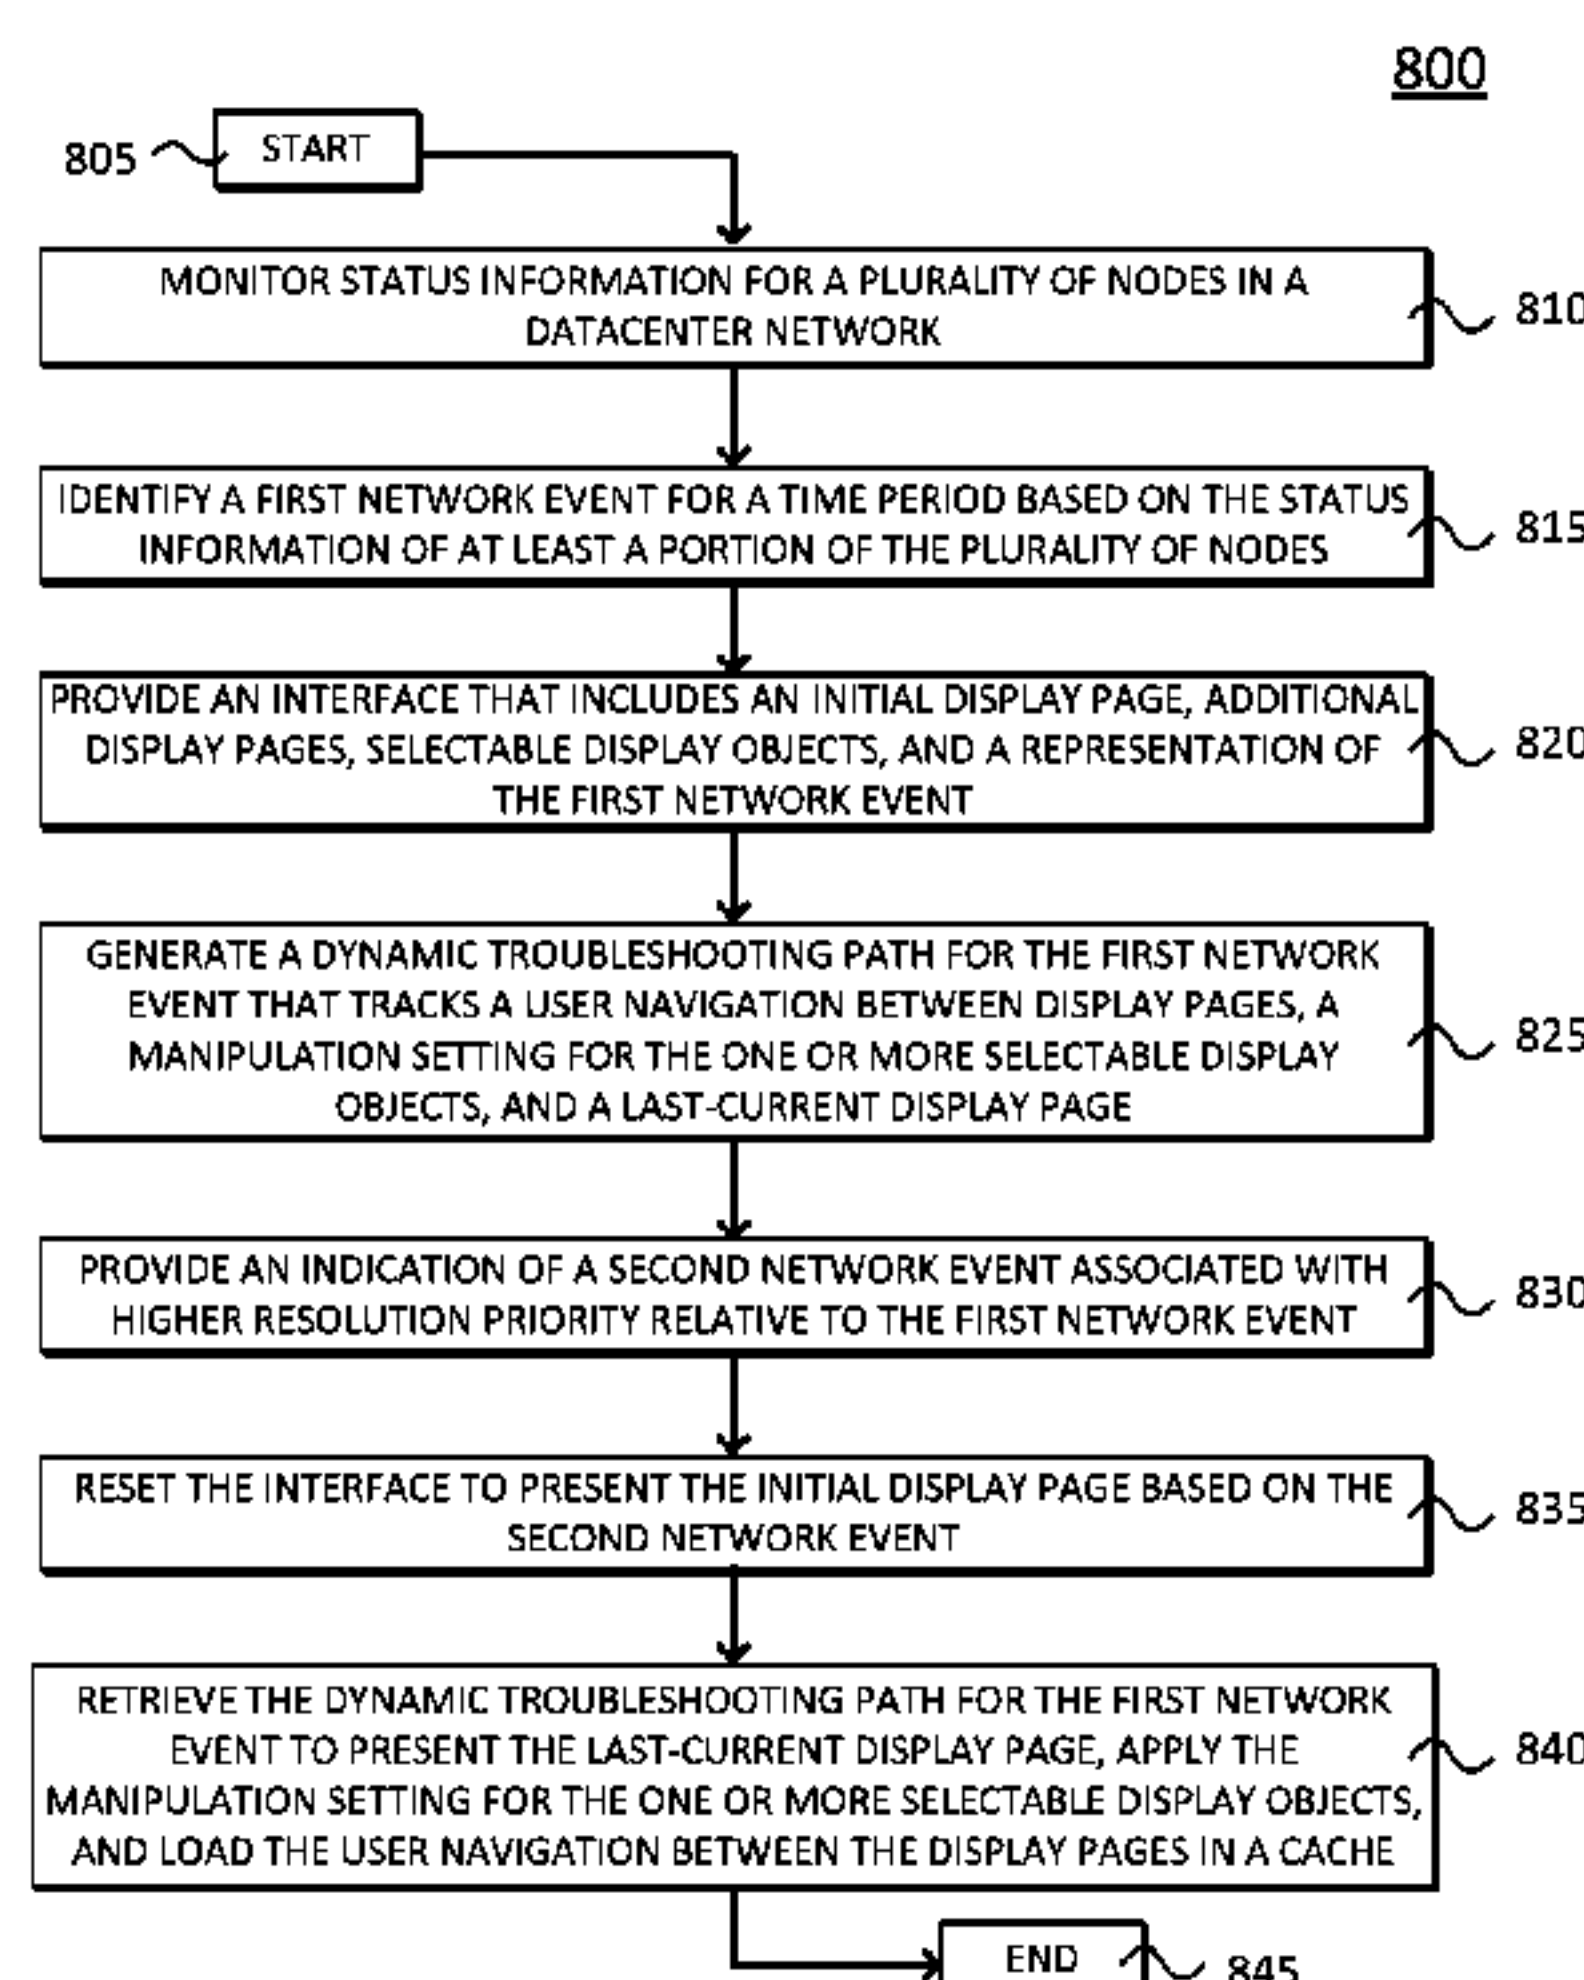 800
805
START
MONITOR STATUS INFORMATION FOR A PLURALITY OF NODES IN A
DATACENTER NETWORK
810
IDENTIFY A FIRST NETWORK EVENT FOR A TIME PERIOD BASED ON THE STATUS
INFORMATION OF AT LEAST A PORTION OF THE PLURALITY OF NODES
815
PROVIDE AN INTERFACE THAT INCLUDES AN INITIAL DISPLAY PAGE, ADDITIONAL
DISPLAY PAGES, SELECTABLE DISPLAY OBJECTS, AND A REPRESENTATION OF
THE FIRST NETWORK EVENT
820
GENERATE A DYNAMIC TROUBLESHOOTING PATH FOR THE FIRST NETWORK
EVENT THAT TRACKS A USER NAVIGATION BETWEEN DISPLAY PAGES, A
MANIPULATION SETTING FOR THE ONE OR MORE SELECTABLE DISPLAY
OBJECTS, AND A LAST-CURRENT DISPLAY PAGE
825
PROVIDE AN INDICATION OF A SECOND NETWORK EVENT ASSOCIATED WITH
HIGHER RESOLUTION PRIORITY RELATIVE TO THE FIRST NETWORK EVENT
830
RESET THE INTERFACE TO PRESENT THE INITIAL DISPLAY PAGE BASED ON THE
SECOND NETWORK EVENT
835
RETRIEVE THE DYNAMIC TROUBLESHOOTING PATH FOR THE FIRST NETWORK
EVENT TO PRESENT THE LAST-CURRENT DISPLAY PAGE, APPLY THE
MANIPULATION SETTING FOR THE ONE OR MORE SELECTABLE DISPLAY OBJECTS,
AND LOAD THE USER NAVIGATION BETWEEN THE DISPLAY PAGES IN A CACHE
840
END
845